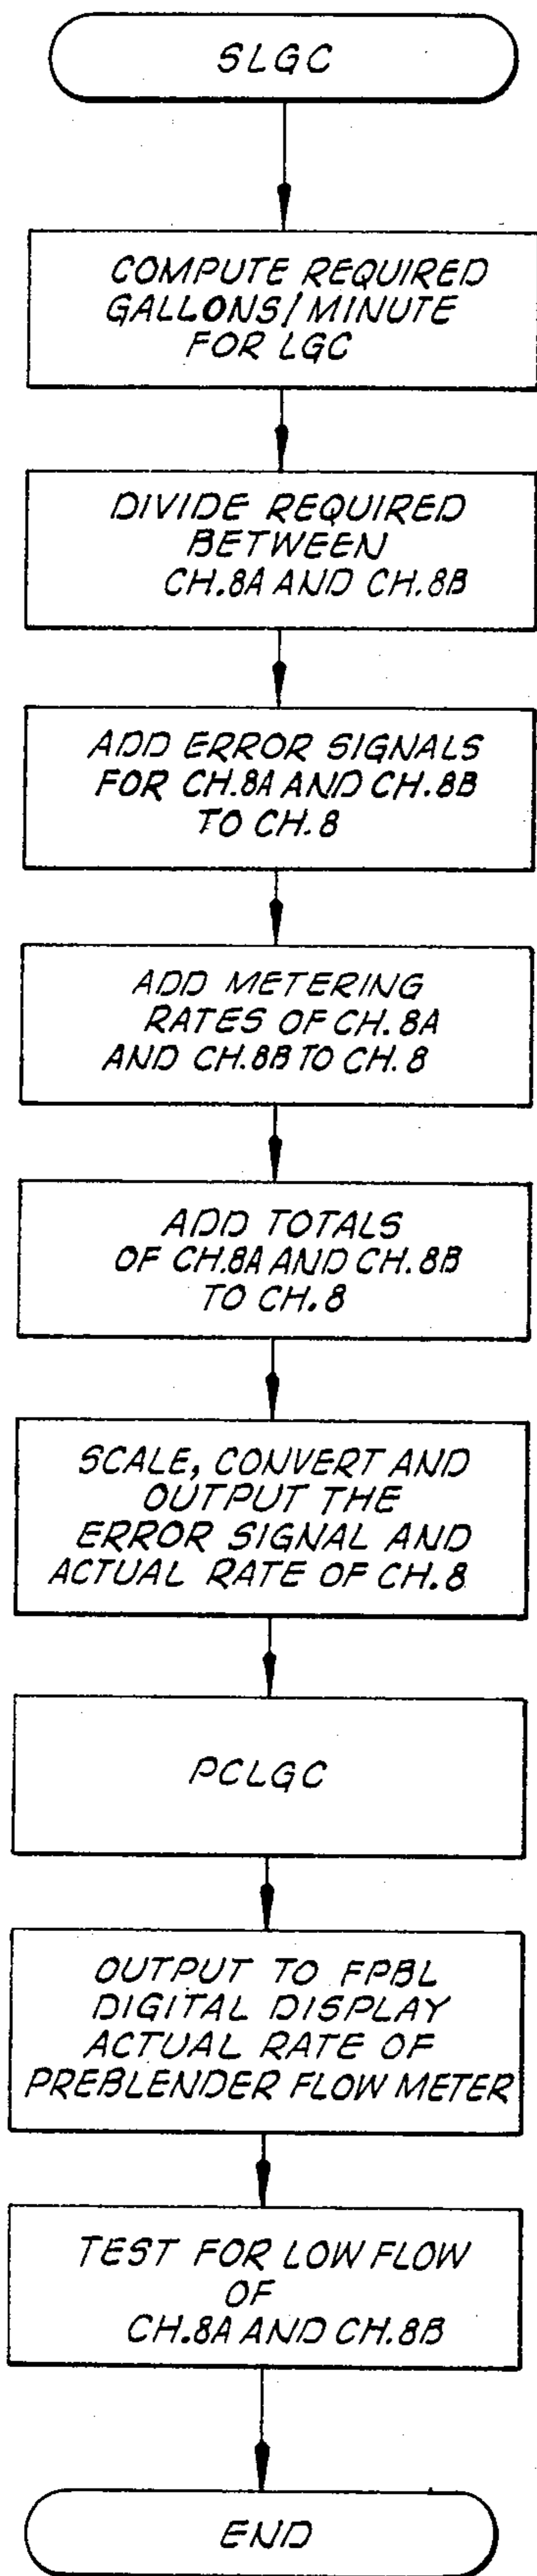 SLGC
COMPUTE REQUIRED
GALLONS/MINUTE
FOR LGC
DIVIDE REQUIRED
BETWEEN
CH.8A AND CH.8B
ADD ERROR SIGNALS
FOR CH.8A AND CH.8B
TO CH.8
ADD METERING
RATES OF CH.8A
AND CH.8B TO CH.8
ADD TOTALS
OF CH.8A AND CH.8B
TO CH.8
SCALE, CONVERT AND
OUTPUT THE
ERROR SIGNAL AND
ACTUAL RATE OF CH.8
PCLGC
OUTPUT TO FPBL
DIGITAL DISPLAY
ACTUAL RATE OF
PREBLENDER FLOW METER
TEST FOR LOW FLOW
OF
CH.8A AND CH.8B
END